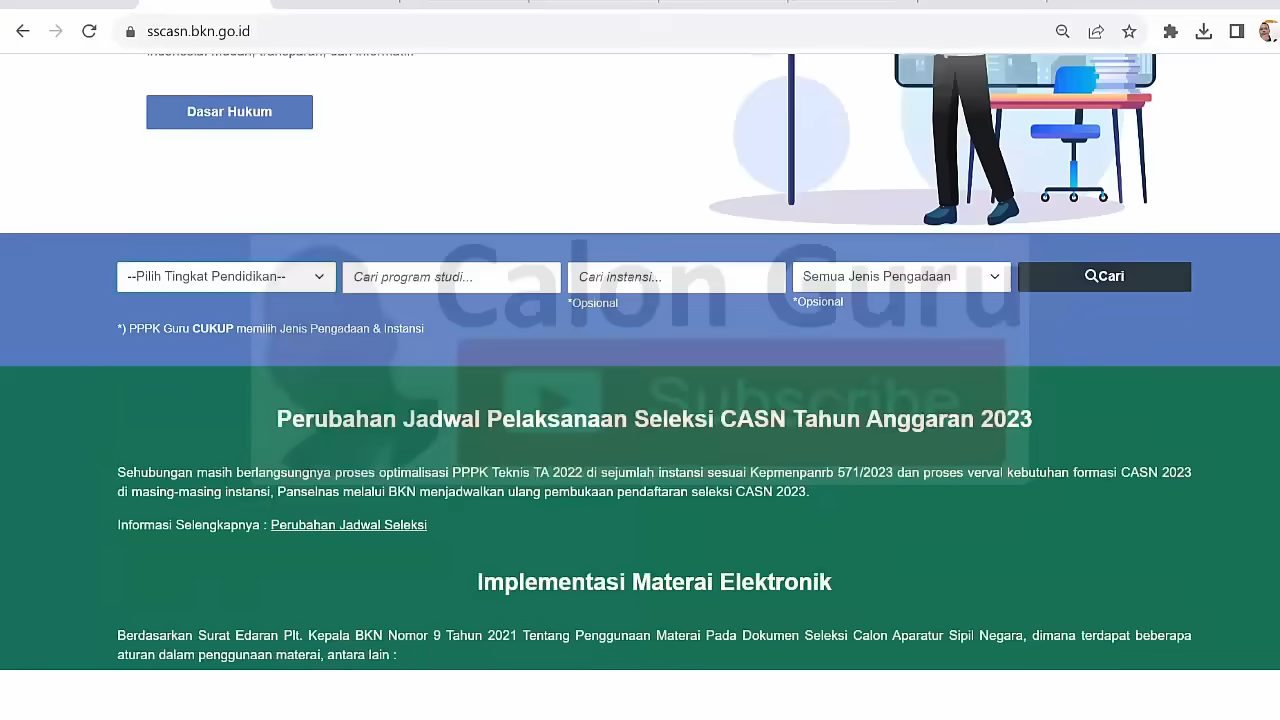 sscasn.bkn.go.id
Dasar Hukum
--Pilih Tingkat Pendidikan--
Cari program studi...
Cari instansi...
Semua Jenis Pengadaan
Cari
*Opsional
*Opsional
*) PPPK Guru CUKUP memilih Jenis Pengadaan & Instansi
Calon Guru
Subscribe
Perubahan Jadwal Pelaksanaan Seleksi CASN Tahun Anggaran 2023
Sehubungan masih berlangsungnya proses optimalisasi PPPK Teknis TA 2022 di sejumlah instansi sesuai Kepmenpanrb 571/2023 dan proses verval kebutuhan formasi CASN 2023
di masing-masing instansi, Panselnas melalui BKN menjadwalkan ulang pembukaan pendaftaran seleksi CASN 2023.
Informasi Selengkapnya : Perubahan Jadwal Seleksi
Implementasi Materai Elektronik
Berdasarkan Surat Edaran Plt. Kepala BKN Nomor 9 Tahun 2021 Tentang Penggunaan Materai Pada Dokumen Seleksi Calon Aparatur Sipil Negara, dimana terdapat beberapa
aturan dalam penggunaan materai, antara lain :